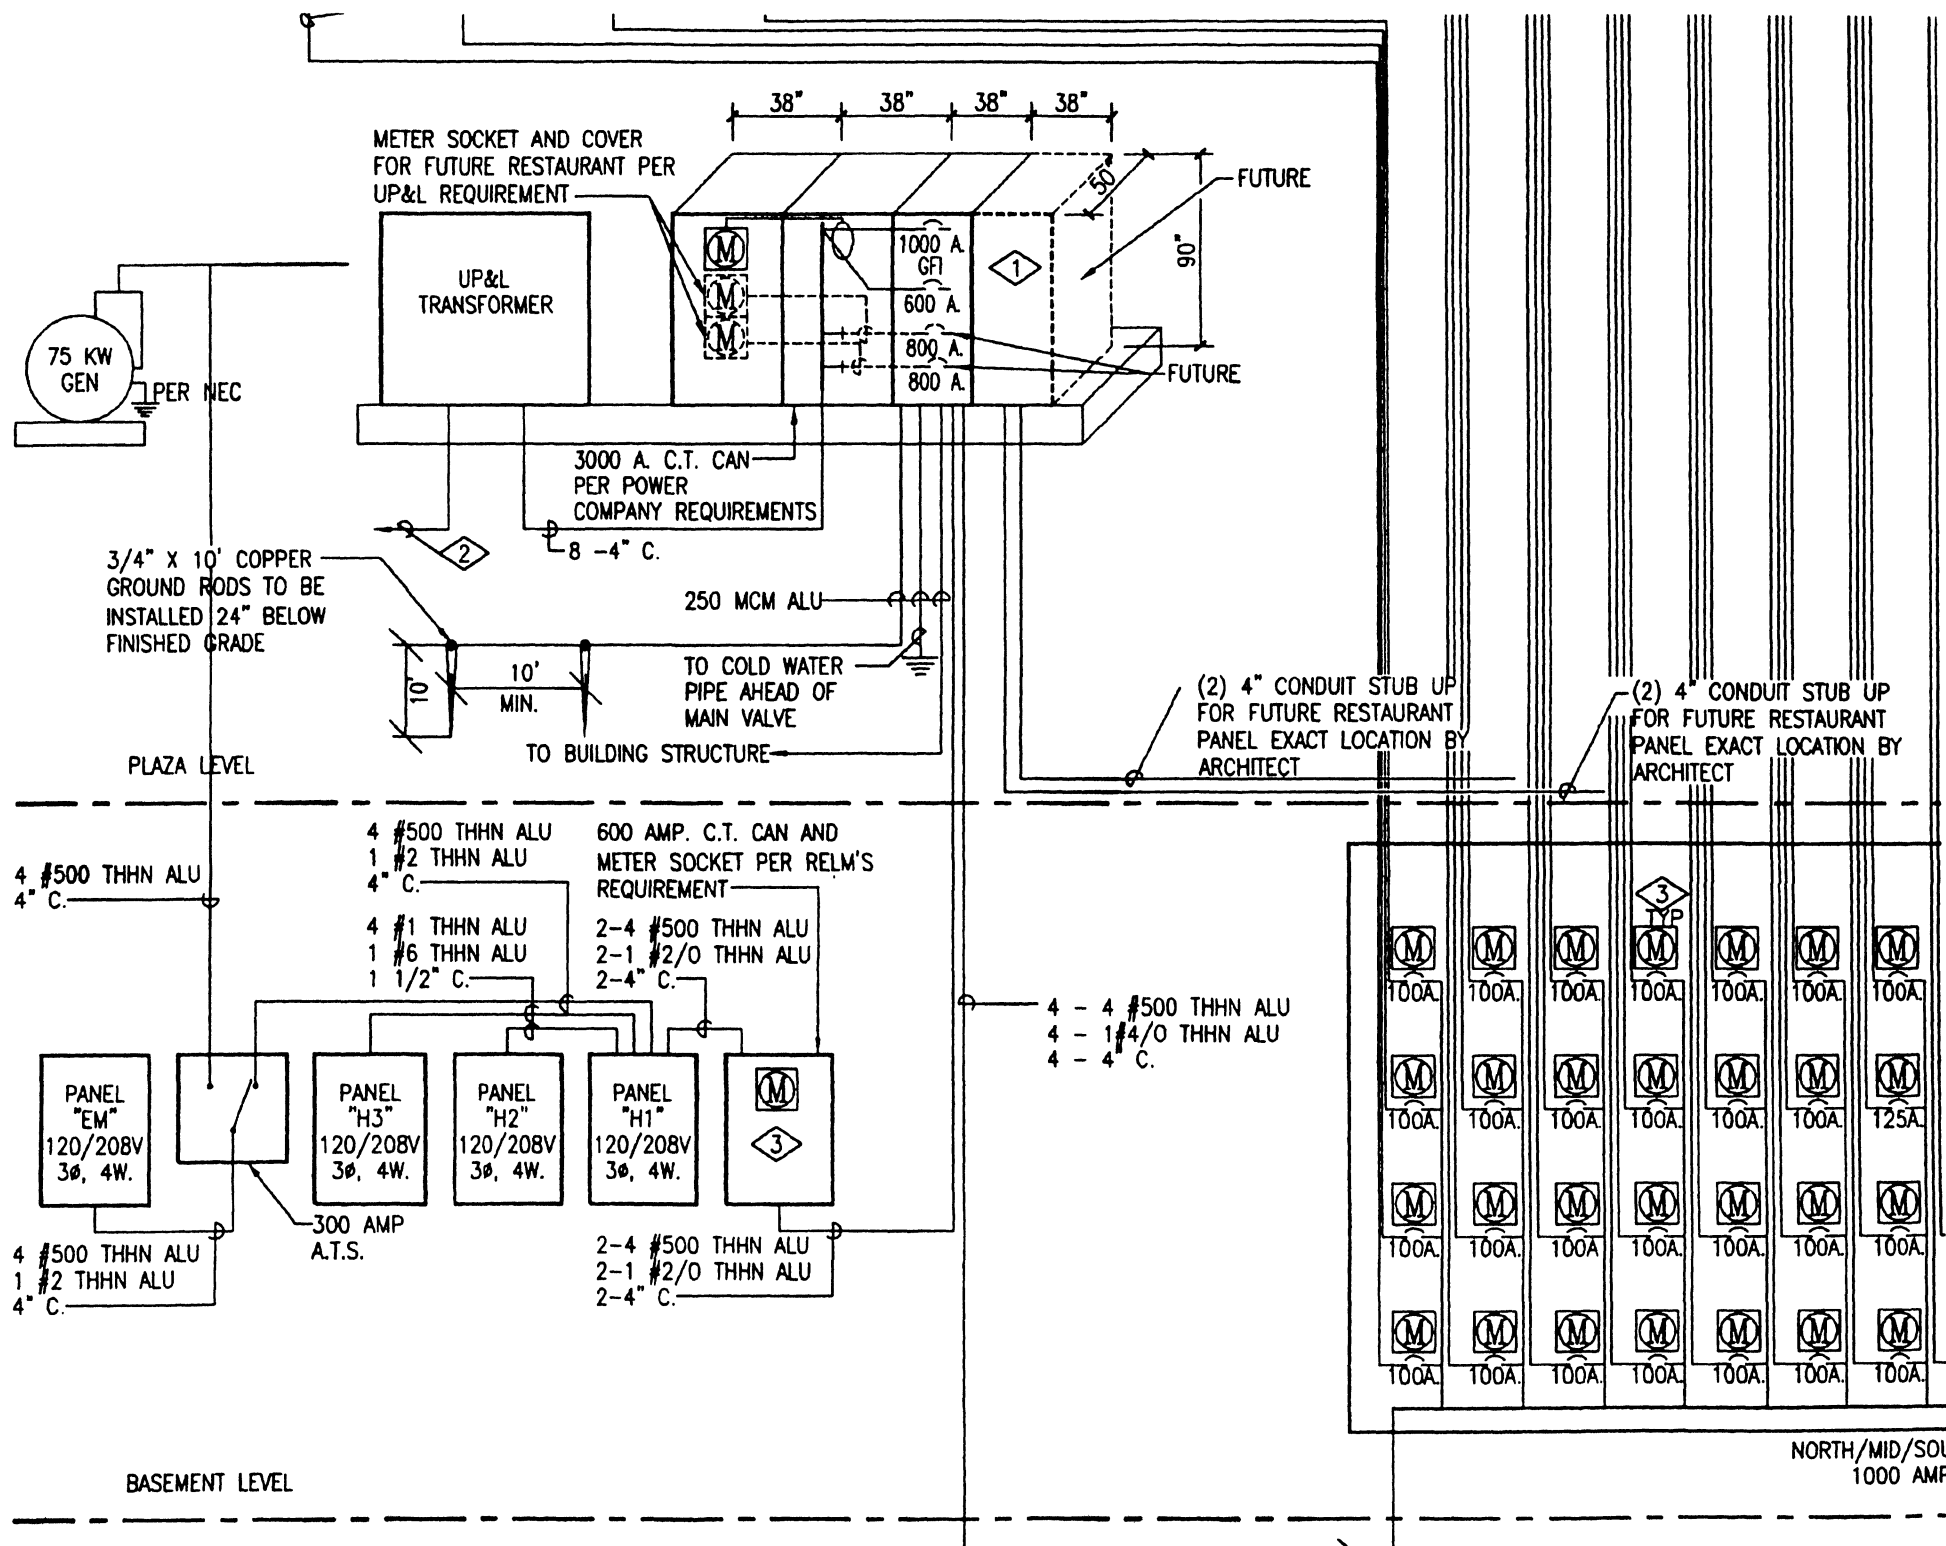 38" 38" 38" 38"
METER SOCKET AND COVER
FOR FUTURE RESTAURANT PER
UP&L REQUIREMENT
50"
FUTURE
90"
UP&L
TRANSFORMER
M
M
M
1000 A.
GFI
600 A.
800 A.
800 A.
1
FUTURE
75 KW
GEN
PER NEC
3000 A. C.T. CAN
PER POWER
COMPANY REQUIREMENTS
2
8 -4" C.
3/4" X 10' COPPER
GROUND RODS TO BE
INSTALLED 24" BELOW
FINISHED GRADE
250 MCM ALU
10'
10'
MIN.
TO COLD WATER
PIPE AHEAD OF
MAIN VALVE
TO BUILDING STRUCTURE
(2) 4" CONDUIT STUB UP
FOR FUTURE RESTAURANT
PANEL EXACT LOCATION BY
ARCHITECT
(2) 4" CONDUIT STUB UP
FOR FUTURE RESTAURANT
PANEL EXACT LOCATION BY
ARCHITECT
PLAZA LEVEL
4 #500 THHN ALU
4" C.
4 #500 THHN ALU
1 #2 THHN ALU
4" C.
600 AMP. C.T. CAN AND
METER SOCKET PER RELM'S
REQUIREMENT
4 #1 THHN ALU
1 #6 THHN ALU
1 1/2" C.
2-4 #500 THHN ALU
2-1 #2/0 THHN ALU
2-4" C.
4 - 4 #500 THHN ALU
4 - 1#4/0 THHN ALU
4 - 4" C.
PANEL
"EM"
120/208V
3ø, 4W.
PANEL
"H3"
120/208V
3ø, 4W.
PANEL
"H2"
120/208V
3ø, 4W.
PANEL
"H1"
120/208V
3ø, 4W.
M
3
300 AMP
A.T.S.
4 #500 THHN ALU
1 #2 THHN ALU
4" C.
2-4 #500 THHN ALU
2-1 #2/0 THHN ALU
2-4" C.
3
TYP
M M M M M M M
100A. 100A. 100A. 100A. 100A. 100A. 100A.
M M M M M M M
100A. 100A. 100A. 100A. 100A. 100A. 125A.
M M M M M M M
100A. 100A. 100A 100A. 100A. 100A. 100A.
M M M M M M M
100A. 100A. 100A. 100A. 100A. 100A. 100A.
NORTH/MID/SOU
1000 AMP
BASEMENT LEVEL